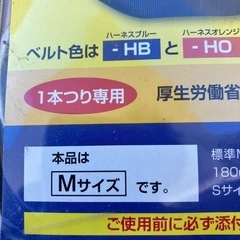 ハーネスブルー ハーネスオレンジ
ベルト色は -HB と -HO
1本つり専用 厚生労働省
本品は
Mサイズ です。
標準M
180c
Sサイ
ご使用前に必ず添付